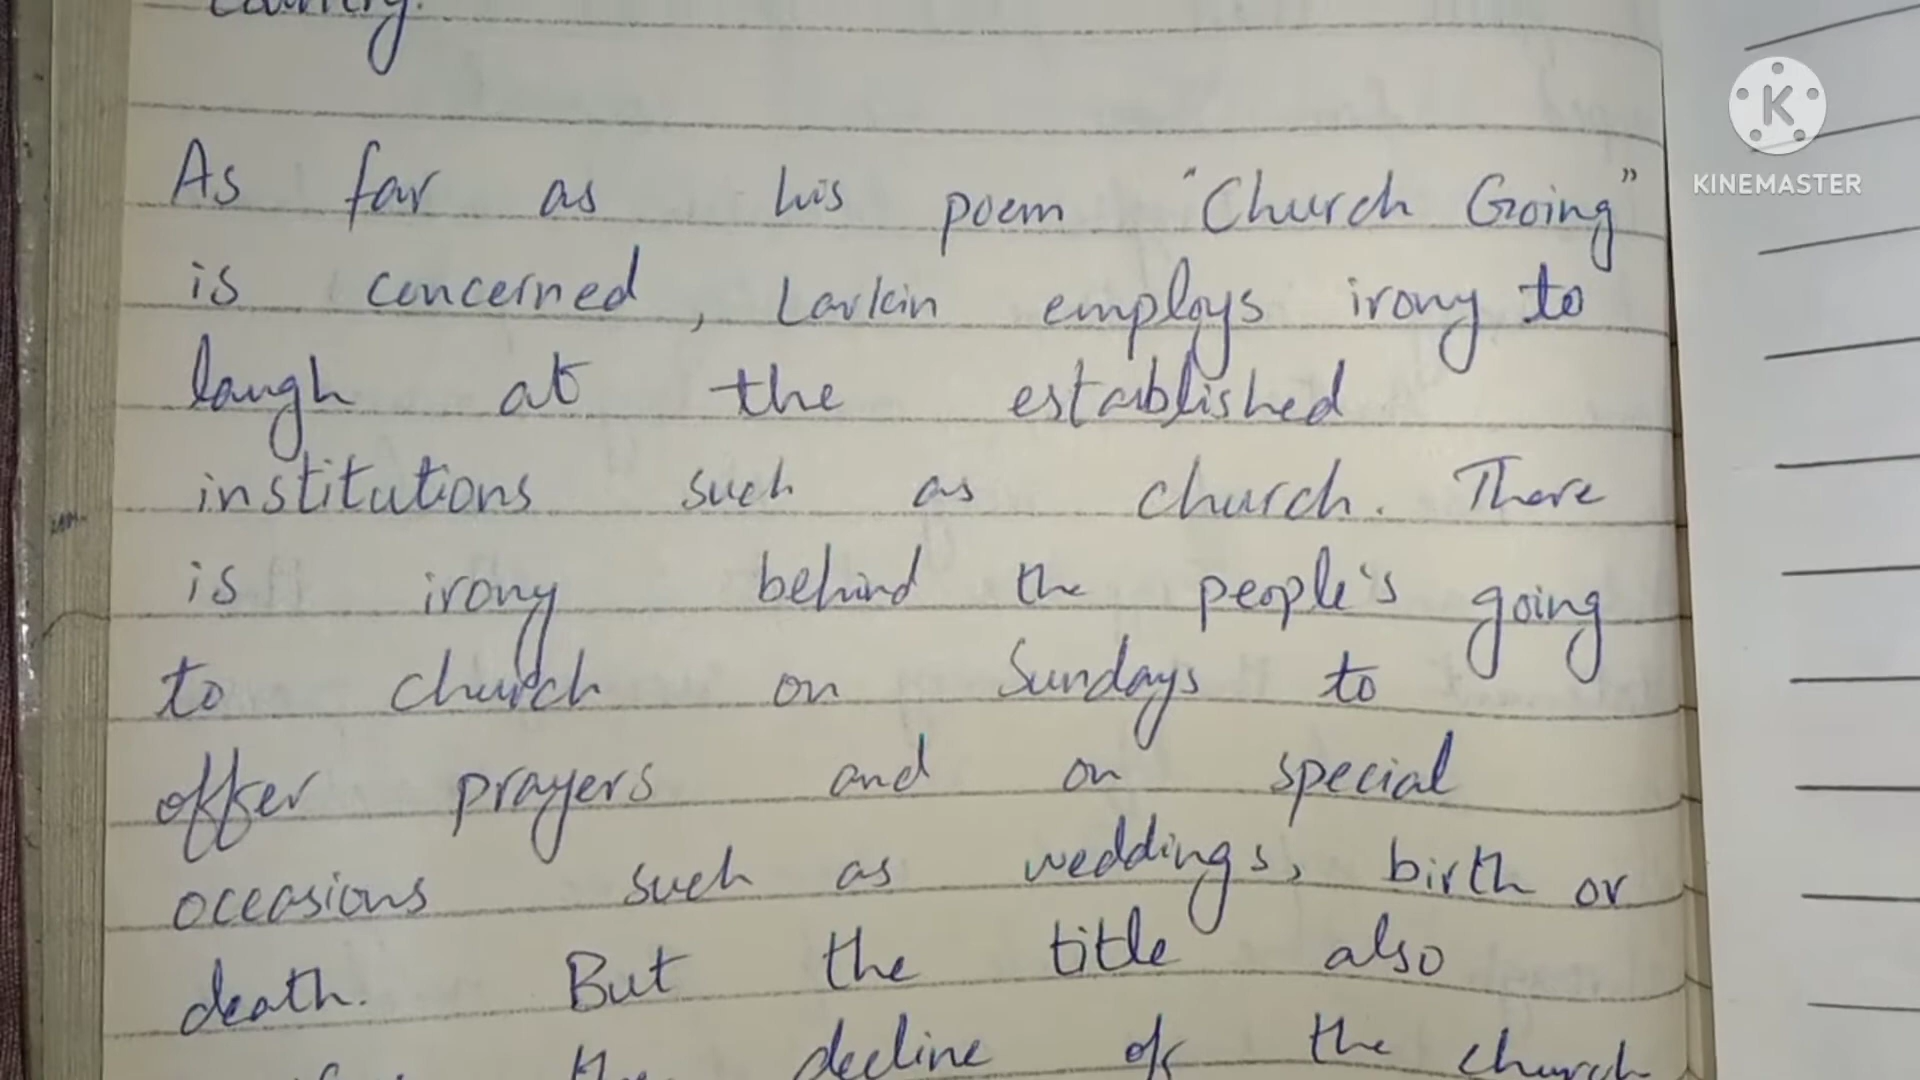 country.
As far as his poem "Church Going"
is concerned, Larkin employs irony to
laugh at the established
institutions such as church. There
is irony behind the people's going
to church on Sundays to
offer prayers and on special
occasions such as weddings, birth or
death. But the title also
the decline of the church
KINEMASTER